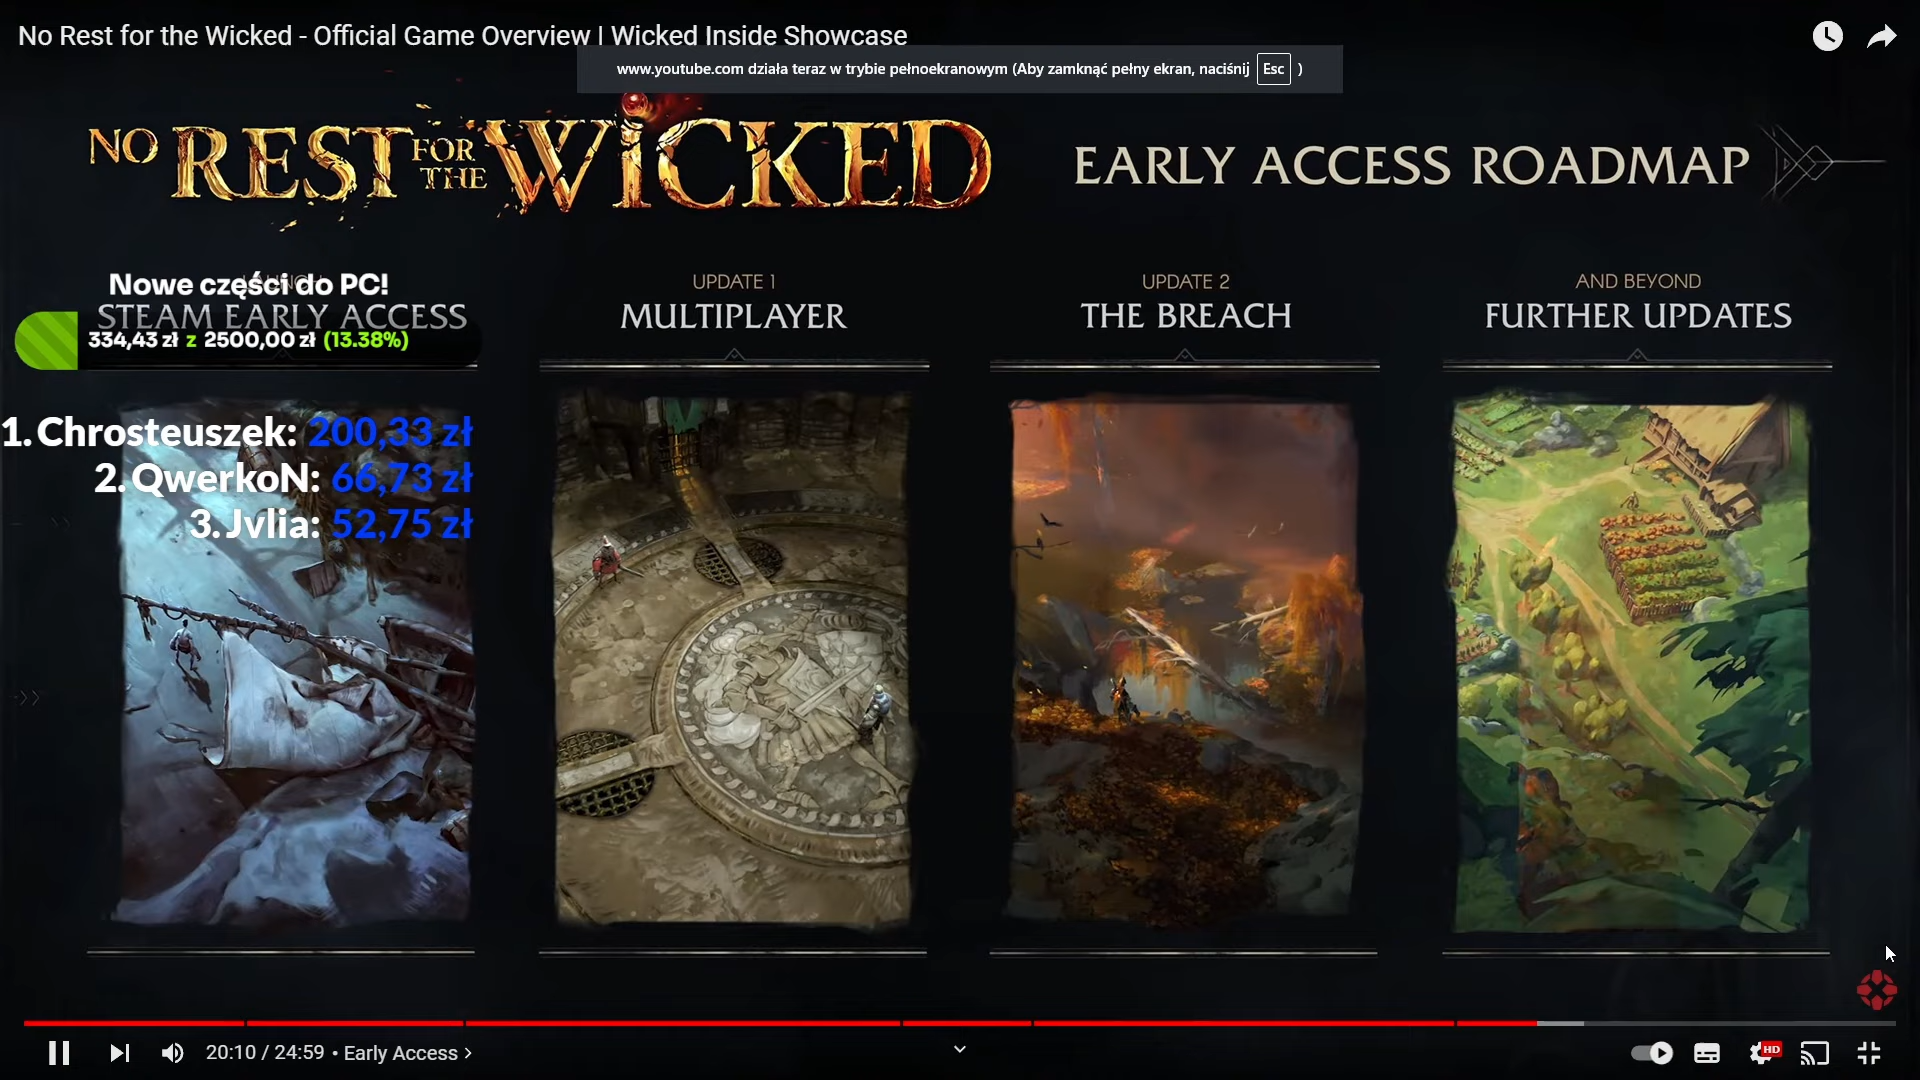 No Rest for the Wicked - Official Game Overview | Wicked Inside Showcase
www.youtube.com działa teraz w trybie pełnoekranowym (Aby zamknąć pełny ekran, naciśnij Esc )
NO REST FOR THE WICKED
EARLY ACCESS ROADMAP
Nowe części do PC!
STEAM EARLY ACCESS
334,43 zł z 2500,00 zł (13.38%)
UPDATE 1
MULTIPLAYER
UPDATE 2
THE BREACH
AND BEYOND
FURTHER UPDATES
1. Chrosteuszek: 200,33 zł
2. QwerkoN: 66,73 zł
3. Jvlia: 52,75 zł
20:10 / 24:59 • Early Access >
HD